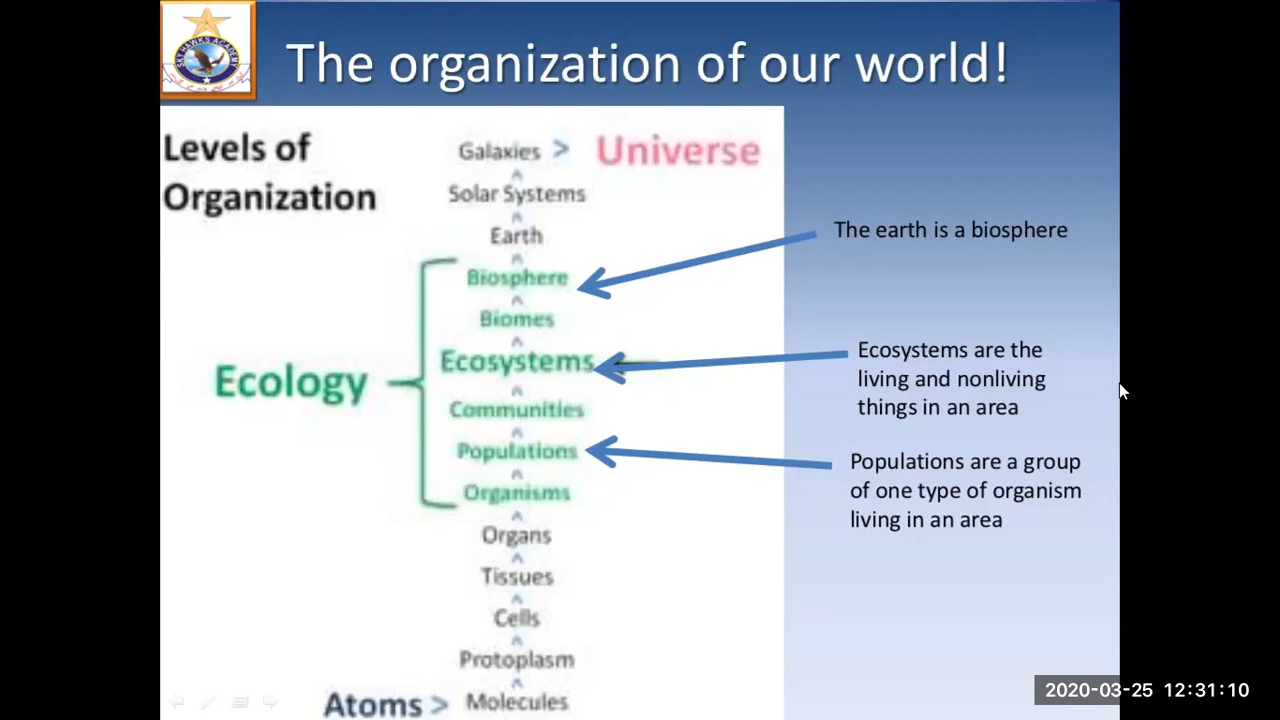 The organization of our world!
Levels of
Organization
Galaxies > Universe
Solar Systems
Earth
Biosphere
Biomes
Ecosystems
Communities
Populations
Organisms
Organs
Tissues
Cells
Protoplasm
Atoms > Molecules
Ecology
The earth is a biosphere
Ecosystems are the
living and nonliving
things in an area
Populations are a group
of one type of organism
living in an area
SKY HAWKS ACADEMY
2020-03-25 12:31:10